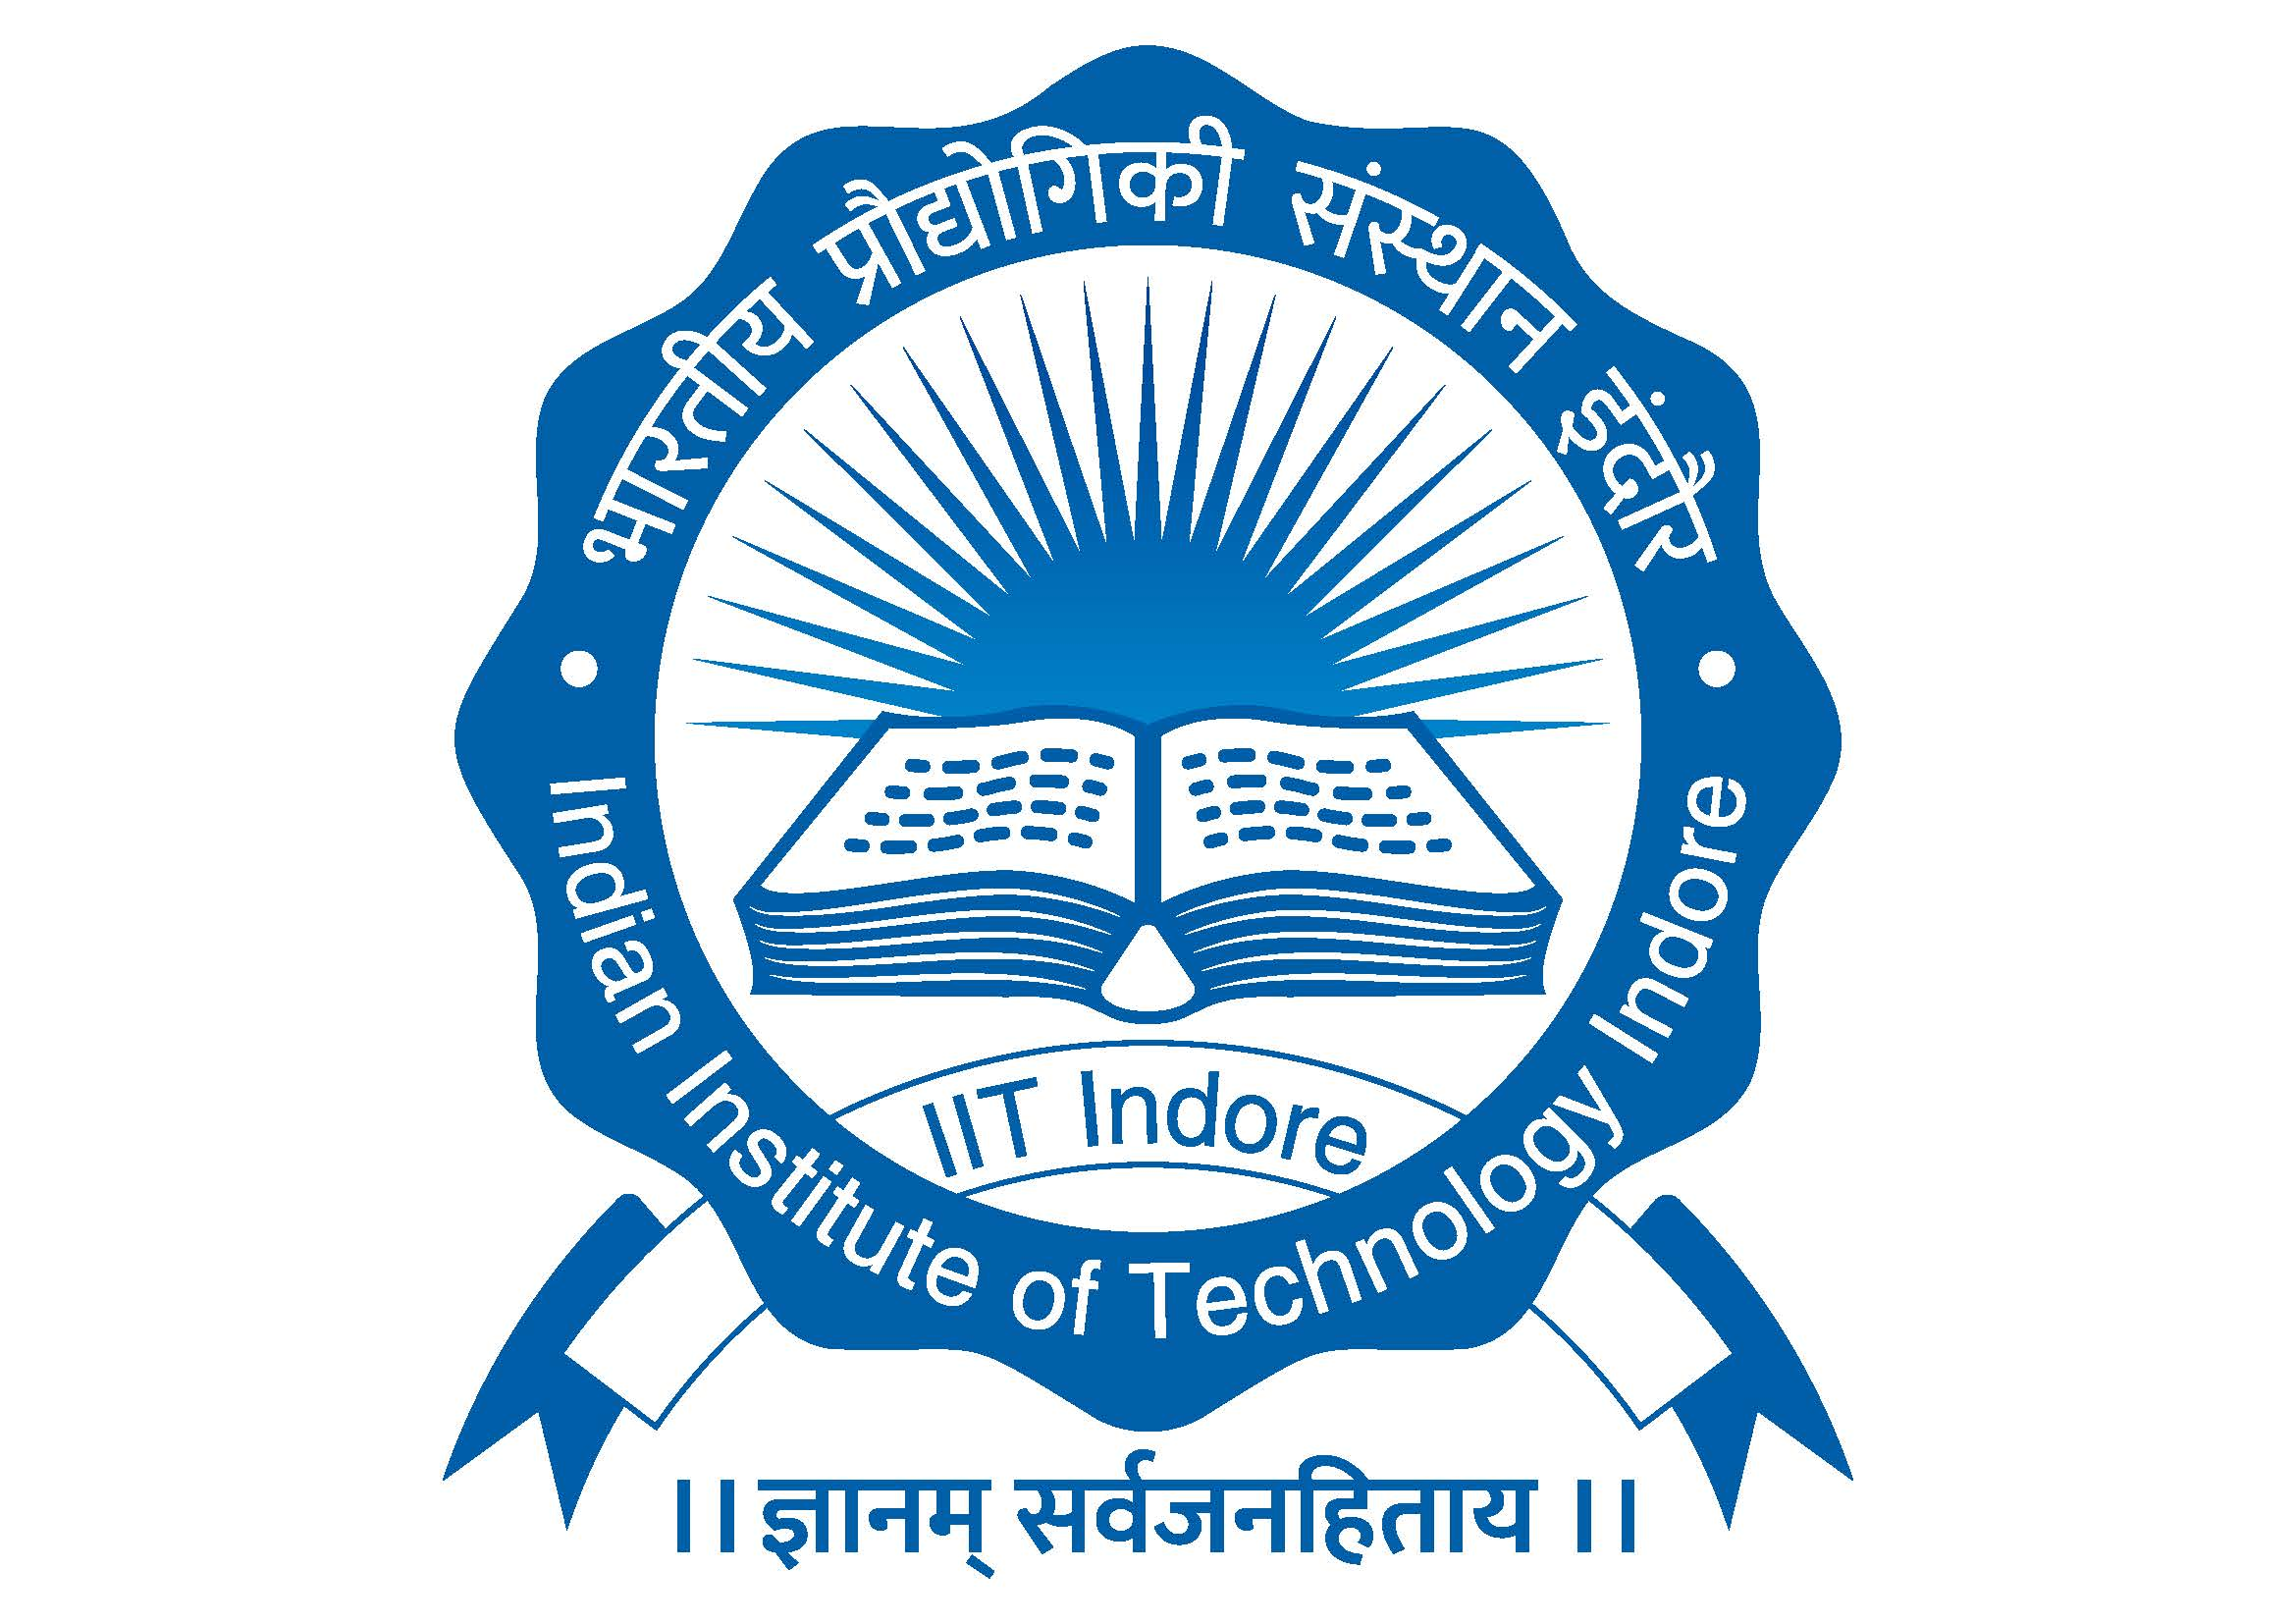 भारतीय प्रौद्योगिकी संस्थान इंदौर
IIT Indore
Indian Institute of Technology Indore
।। ज्ञानम् सर्वजनहिताय ।।